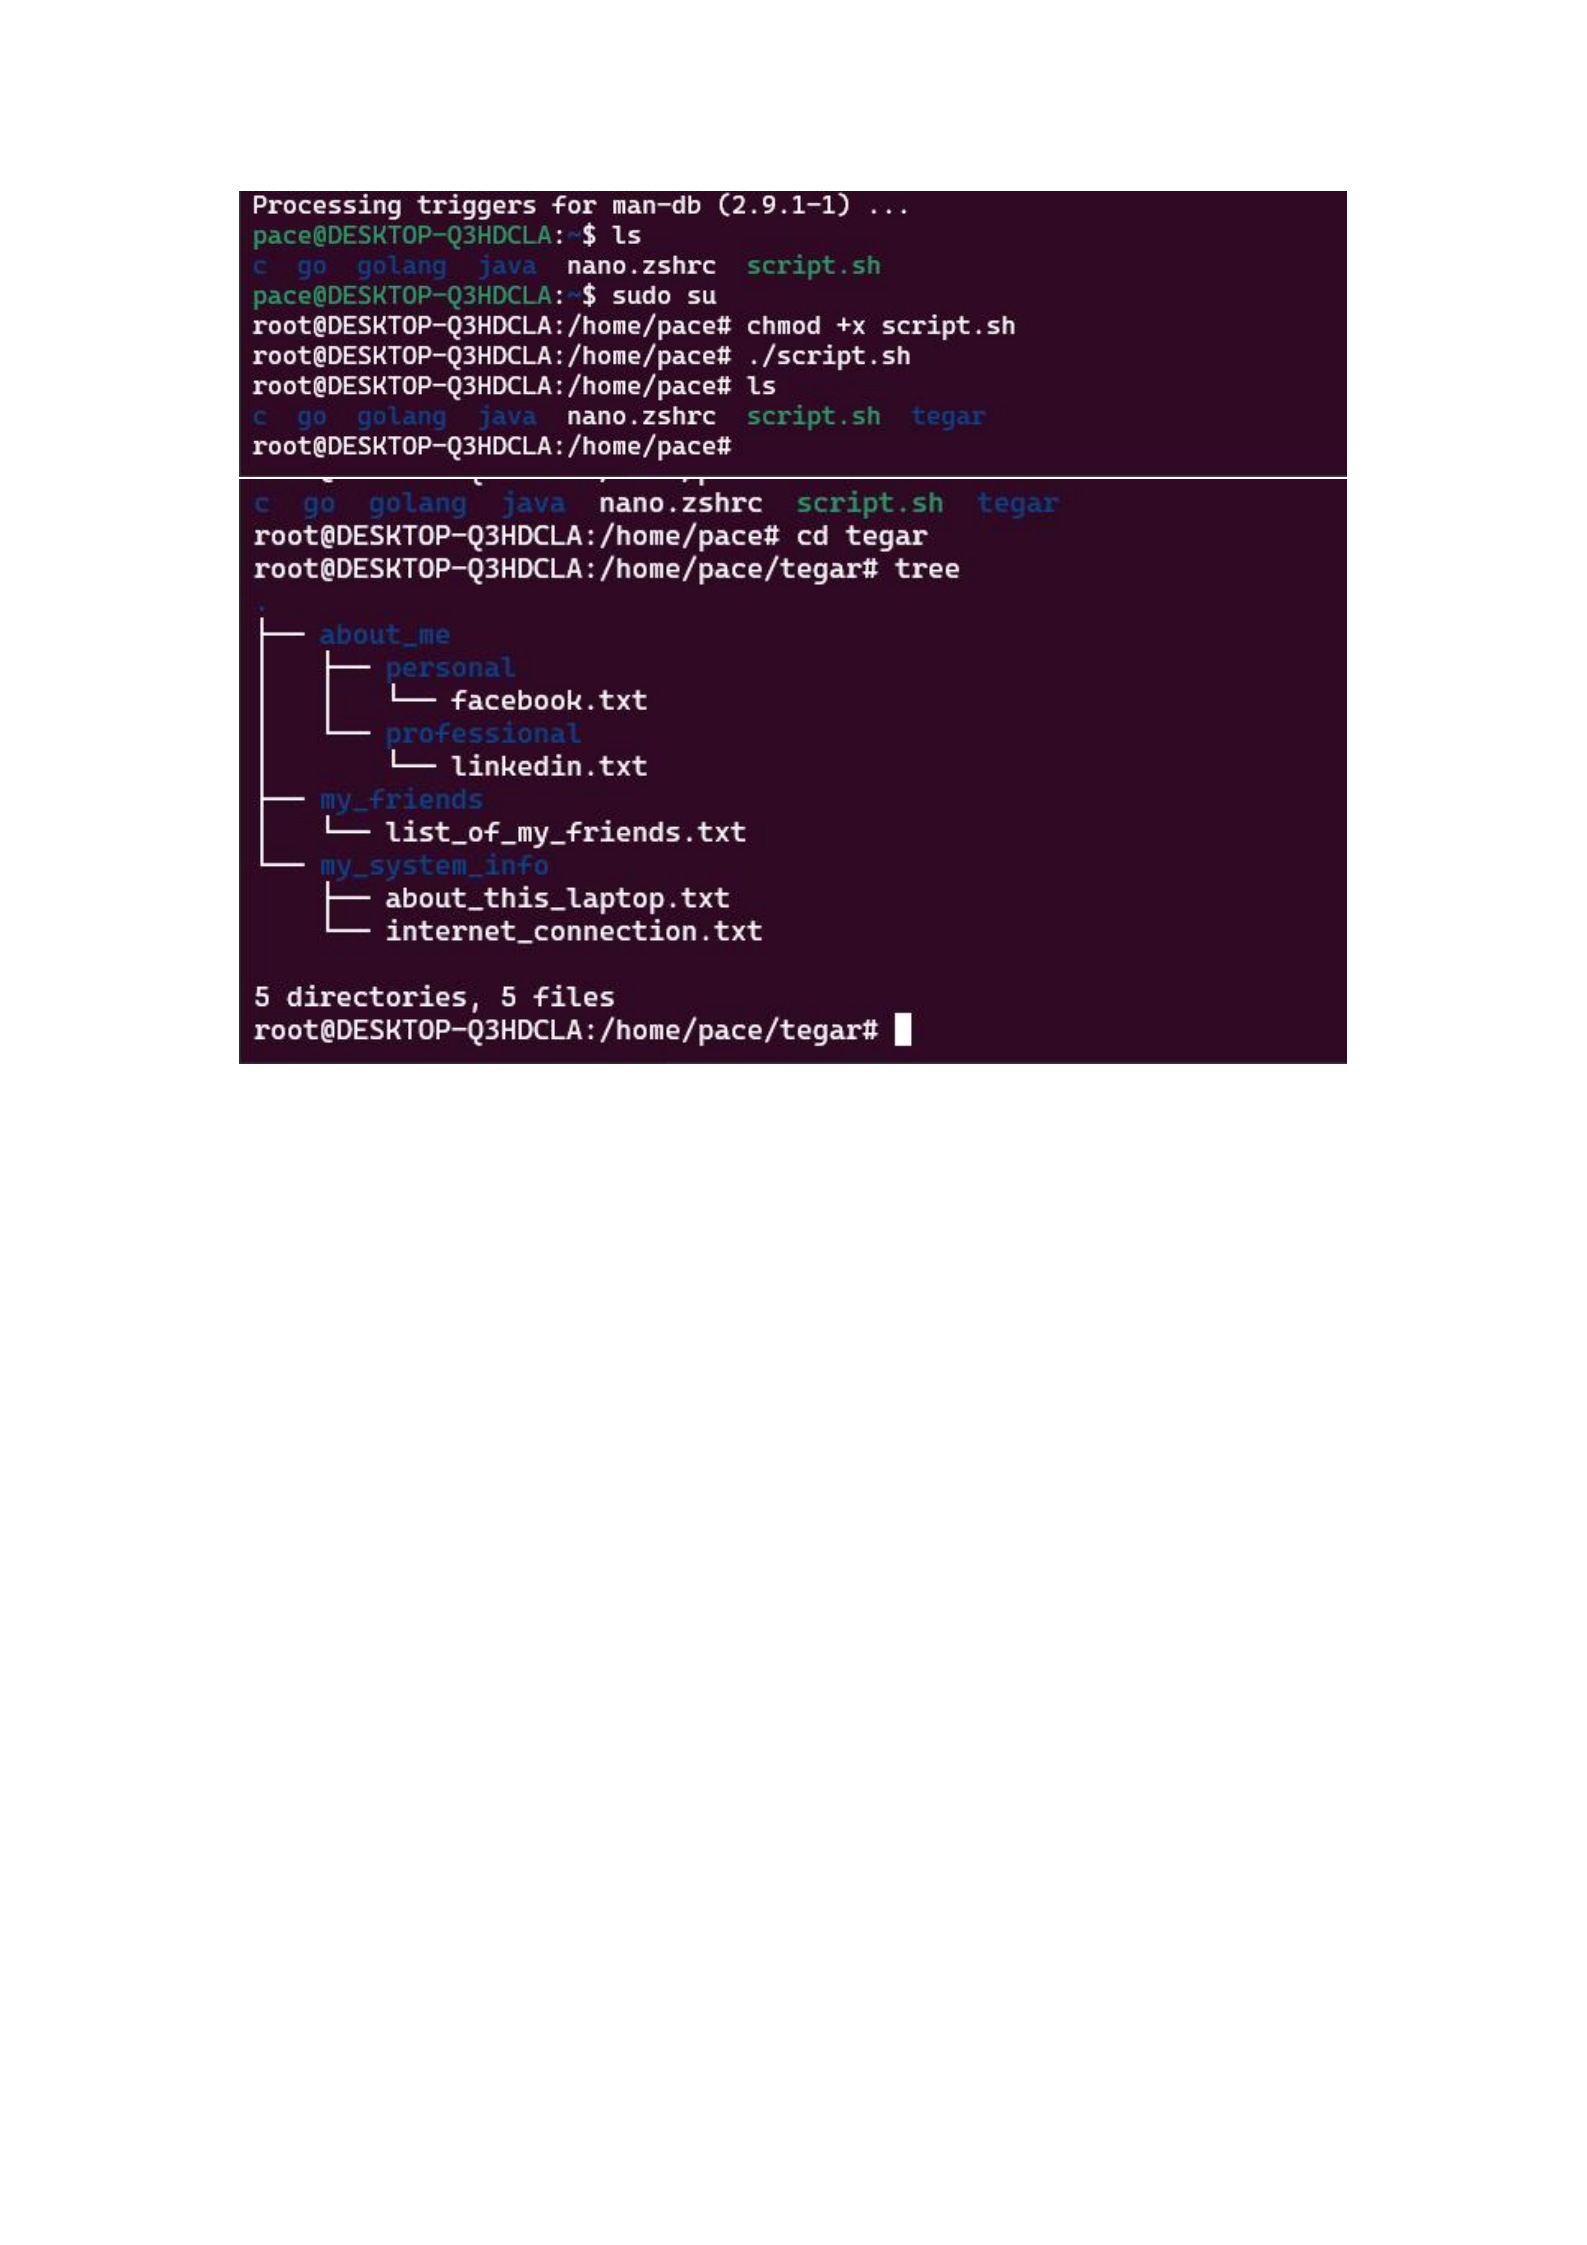 Processing triggers for man-db (2.9.1-1) ...
pace@DESKTOP-Q3HDCLA:~$ ls
c  go  golang  java  nano.zshrc  script.sh
pace@DESKTOP-Q3HDCLA:~$ sudo su
root@DESKTOP-Q3HDCLA:/home/pace# chmod +x script.sh
root@DESKTOP-Q3HDCLA:/home/pace# ./script.sh
root@DESKTOP-Q3HDCLA:/home/pace# ls
c  go  golang  java  nano.zshrc  script.sh  tegar
root@DESKTOP-Q3HDCLA:/home/pace#
c  go  golang  java  nano.zshrc  script.sh  tegar
root@DESKTOP-Q3HDCLA:/home/pace# cd tegar
root@DESKTOP-Q3HDCLA:/home/pace/tegar# tree
.
├── about_me
│   ├── personal
│   │   └── facebook.txt
│   └── professional
│       └── linkedin.txt
├── my_friends
│   └── list_of_my_friends.txt
└── my_system_info
    ├── about_this_laptop.txt
    └── internet_connection.txt
5 directories, 5 files
root@DESKTOP-Q3HDCLA:/home/pace/tegar#